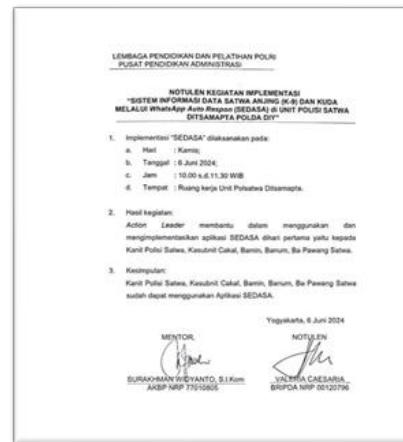 LEMBAGA PENDIDIKAN DAN PELATIHAN POLRI
PUSAT PENDIDIKAN ADMINISTRASI
NOTULEN KEGIATAN IMPLEMENTASI
"SISTEM INFORMASI DATA SATWA ANJING (K-9) DAN KUDA
MELALUI WhatsApp Auto Respon (SEDASA) di UNIT POLISI SATWA
DITSAMAPTA POLDA DIY"
1. Implementasi "SEDASA" dilaksanakan pada:
a. Hari : Kamis;
b. Tanggal : 6 Juni 2024;
c. Jam : 10.00 s.d.11.30 WIB
d. Tempat : Ruang kerja Unit Polsatwa Ditsamapta.
2. Hasil kegiatan:
Action Leader membantu dalam menggunakan dan
mengimplementasikan aplikasi SEDASA dihari pertama yaitu kepada
Kanit Polisi Satwa, Kasubnit Cakal, Bamin, Banum, Ba Pawang Satwa.
3. Kesimpulan:
Kanit Polisi Satwa, Kasubnit Cakal, Bamin, Banum, Ba Pawang Satwa
sudah dapat menggunakan Aplikasi SEDASA.
Yogyakarta, 6 Juni 2024
MENTOR, NOTULEN
SURAKHMAN WIDYANTO, S.I.Kom VALERIA CAESARIA
AKBP NRP 77010805 BRIPDA NRP 00120796